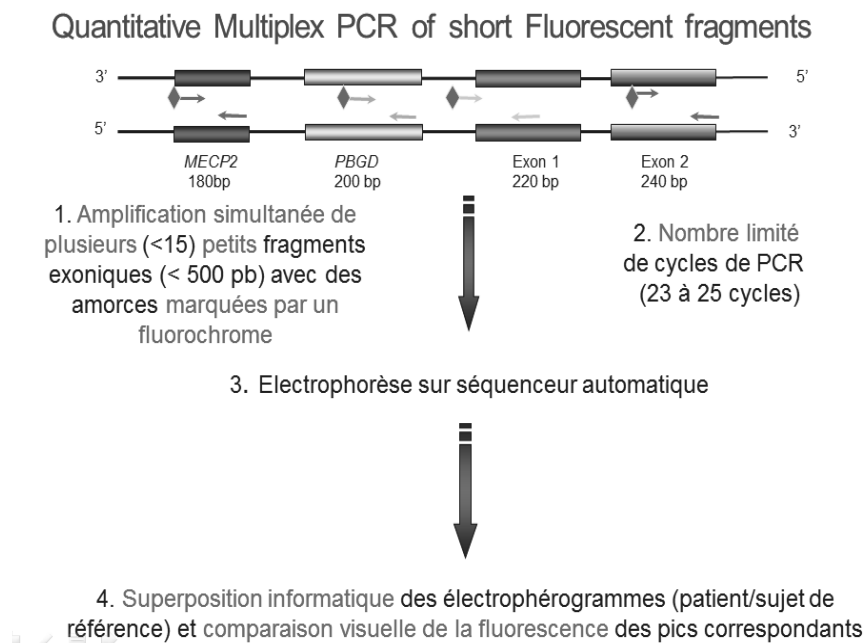 Quantitative Multiplex PCR of short Fluorescent fragments
3' 5'
5' 3'
MECP2 PBGD Exon 1 Exon 2
180bp 200 bp 220 bp 240 bp
1. Amplification simultanée de
plusieurs (<15) petits fragments
exoniques (< 500 pb) avec des
amorces marquées par un
fluorochrome
2. Nombre limité
de cycles de PCR
(23 à 25 cycles)
3. Electrophorèse sur séquenceur automatique
4. Superposition informatique des électophérogrammes (patient/sujet de
référence) et comparaison visuelle de la fluorescence des pics correspondants